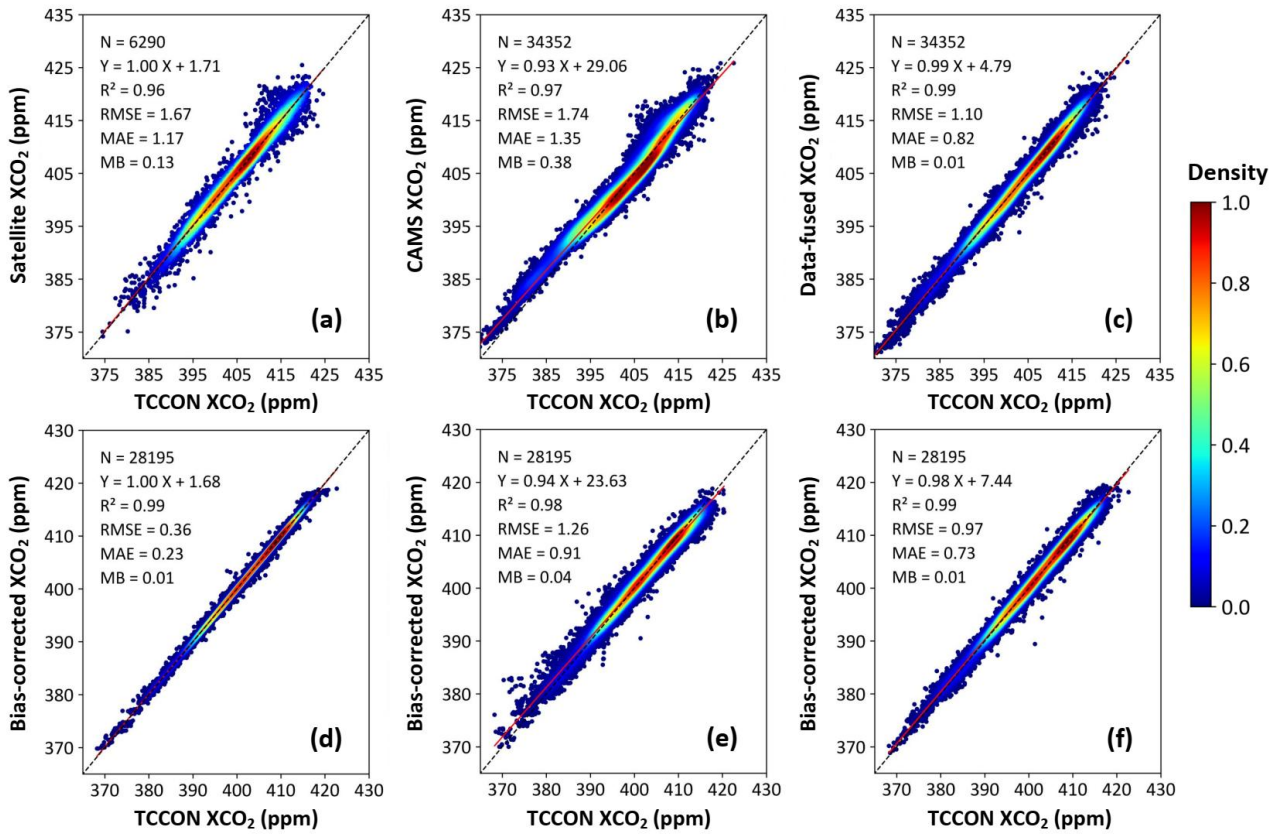 435
425
415
405
395
385
375
Satellite XCO₂ (ppm)
N = 6290
Y = 1.00 X + 1.71
R² = 0.96
RMSE = 1.67
MAE = 1.17
MB = 0.13
(a)
375 385 395 405 415 425 435
TCCON XCO₂ (ppm)
435
425
415
405
395
385
375
CAMS XCO₂ (ppm)
N = 34352
Y = 0.93 X + 29.06
R² = 0.97
RMSE = 1.74
MAE = 1.35
MB = 0.38
(b)
375 385 395 405 415 425 435
TCCON XCO₂ (ppm)
435
425
415
405
395
385
375
Data-fused XCO₂ (ppm)
N = 34352
Y = 0.99 X + 4.79
R² = 0.99
RMSE = 1.10
MAE = 0.82
MB = 0.01
(c)
375 385 395 405 415 425 435
TCCON XCO₂ (ppm)
Density
1.0
0.8
0.6
0.4
0.2
0.0
430
420
410
400
390
380
370
Bias-corrected XCO₂ (ppm)
N = 28195
Y = 1.00 X + 1.68
R² = 0.99
RMSE = 0.36
MAE = 0.23
MB = 0.01
(d)
370 380 390 400 410 420 430
TCCON XCO₂ (ppm)
430
420
410
400
390
380
370
Bias-corrected XCO₂ (ppm)
N = 28195
Y = 0.94 X + 23.63
R² = 0.98
RMSE = 1.26
MAE = 0.91
MB = 0.04
(e)
370 380 390 400 410 420 430
TCCON XCO₂ (ppm)
430
420
410
400
390
380
370
Bias-corrected XCO₂ (ppm)
N = 28195
Y = 0.98 X + 7.44
R² = 0.99
RMSE = 0.97
MAE = 0.73
MB = 0.01
(f)
370 380 390 400 410 420 430
TCCON XCO₂ (ppm)